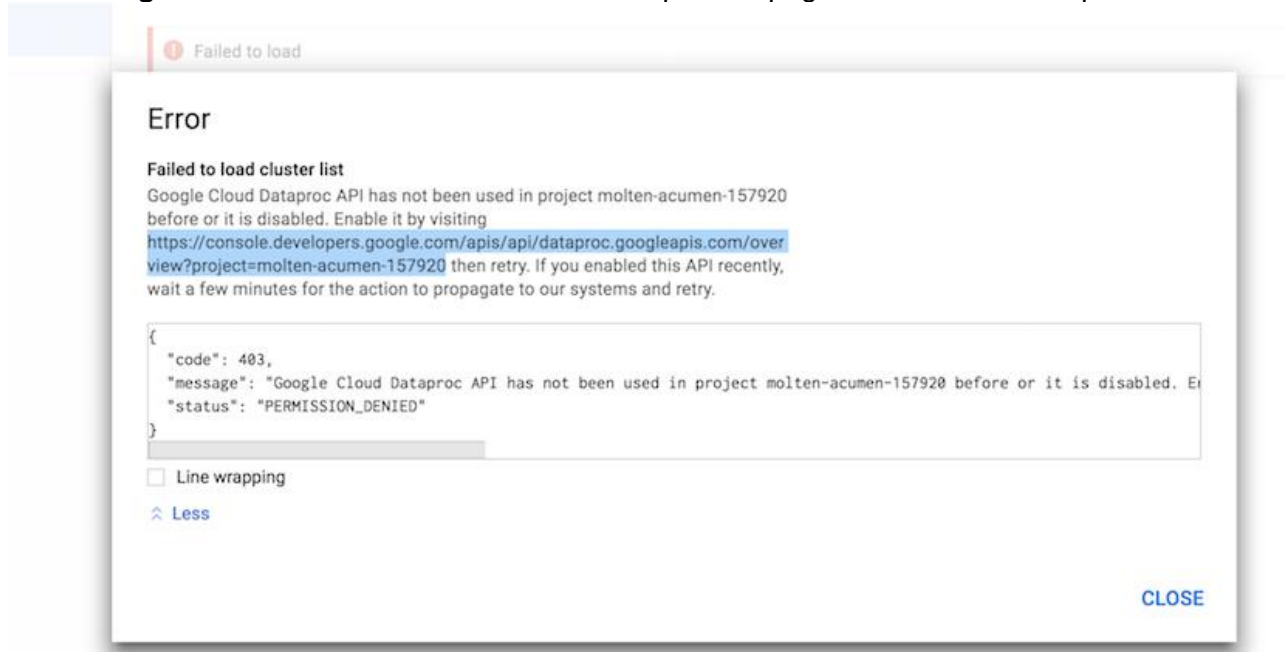 Failed to load
Error
Failed to load cluster list
Google Cloud Dataproc API has not been used in project molten-acumen-157920
before or it is disabled. Enable it by visiting
https://console.developers.google.com/apis/api/dataproc.googleapis.com/over
view?project=molten-acumen-157920 then retry. If you enabled this API recently,
wait a few minutes for the action to propagate to our systems and retry.
{
"code": 403,
"message": "Google Cloud Dataproc API has not been used in project molten-acumen-157920 before or it is disabled. E
"status": "PERMISSION_DENIED"
}
Line wrapping
Less
CLOSE